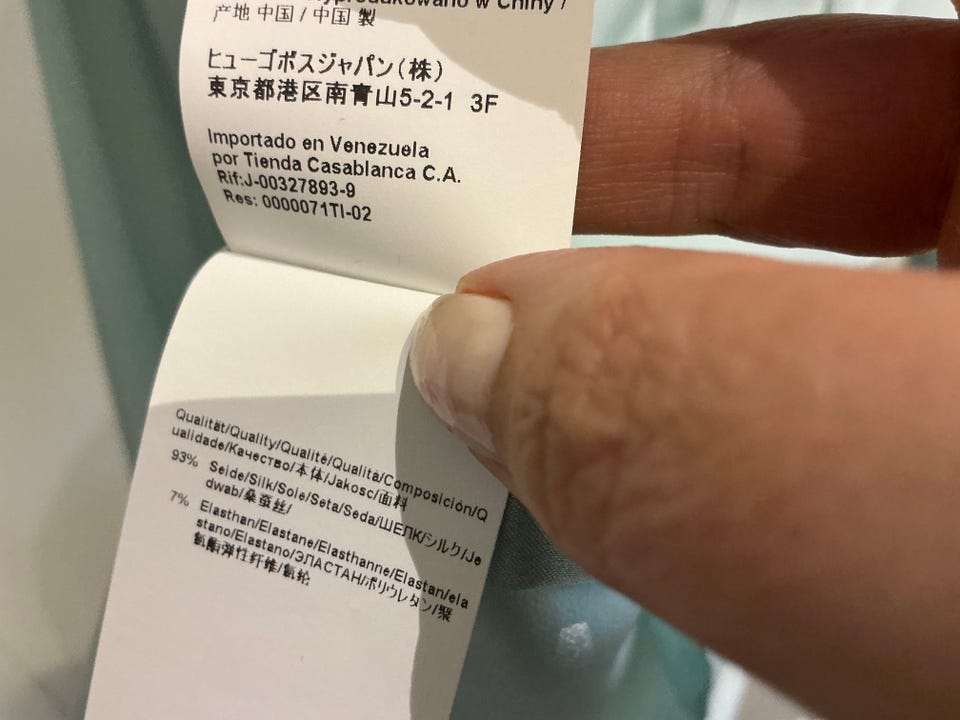 w Chiny /
产地 中国 / 中国 製
ヒューゴボスジャパン(株)
東京都港区南青山5-2-1 3F
Importado en Venezuela
por Tienda Casablanca C.A.
Rif:J-00327893-9
Res: 0000071TI-02
Qualität/Quality/Qualité/Qualità/Composición/Q
ualidade/Качество/本体/Jakosc/面料
93% Seide/Silk/Soie/Seta/Seda/ШЕЛК/シルク/Je
dwab/桑蚕丝/
7% Elasthan/Elastane/Elasthanne/Elastan/ela
stano/Elastano/ЭЛАСТАН/ポリウレタン/聚
氨酯弹性纤维/氨纶